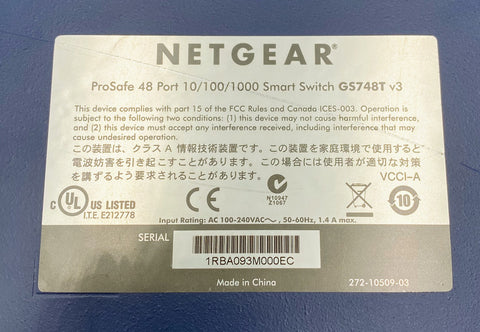 NETGEAR®
ProSafe 48 Port 10/100/1000 Smart Switch GS748T v3
This device complies with part 15 of the FCC Rules and Canada ICES-003. Operation is
subject to the following two conditions: (1) this device may not cause harmful interference,
and (2) this device must accept any interference received, including interference that may
cause undesired operation.
この装置は、クラス A 情報技術装置です。この装置を家庭環境で使用すると
電波妨害を引き起こすことがあります。この場合には使用者が適切な対策
を講ずるよう要求されることがあります。
VCCI-A
c UL US LISTED
I.T.E. E212778
N10947
Z1067
10
Input Rating: AC 100-240VAC～, 50-60Hz, 1.4 A max.
SERIAL
1RBA093M000EC
Made in China
272-10509-03